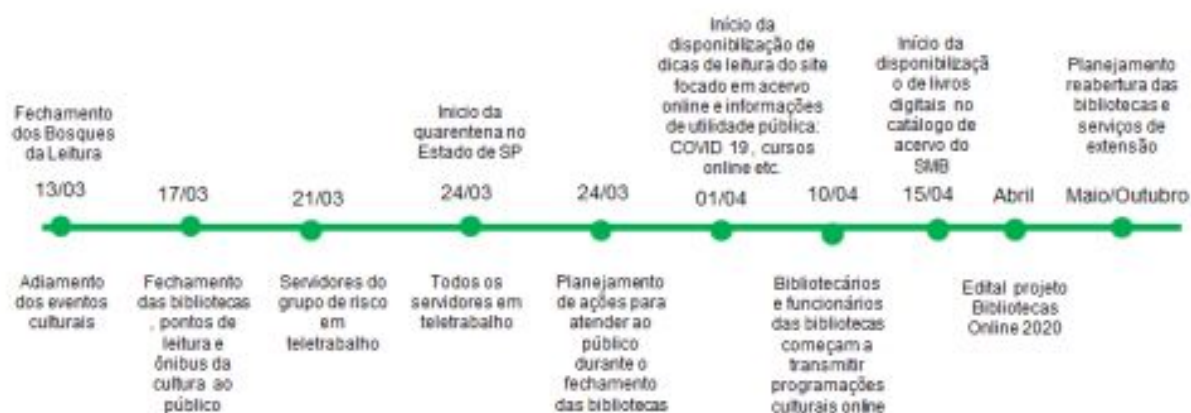 Fechamento
dos Bosques
da Leitura
13/03
Adiamento
dos eventos
culturais
17/03
Fechamento
das bibliotecas
, pontos de
leitura e
ônibus da
cultura ao
público
21/03
Servidores do
grupo de risco
em
teletrabalho
Inicio da
quarentena no
Estado de SP
24/03
Todos os
servidores em
teletrabalho
24/03
Planejamento
de ações para
atender ao
público
durante o
fechamento
das bibliotecas
Início da
disponibilização de
dicas de leitura do site
focado em acervo
online e informações
de utilidade pública:
COVID 19, cursos
online etc.
01/04
10/04
Bibliotecários
e funcionários
das bibliotecas
começam a
transmitir
programações
culturais online
Início da
disponibilizaçã
o de livros
digitais no
catálogo de
acervo do
SMB
15/04
Abril
Edital projeto
Bibliotecas
Online 2020
Planejamento
reabertura das
bibliotecas e
serviços de
extensão
Maio/Outubro